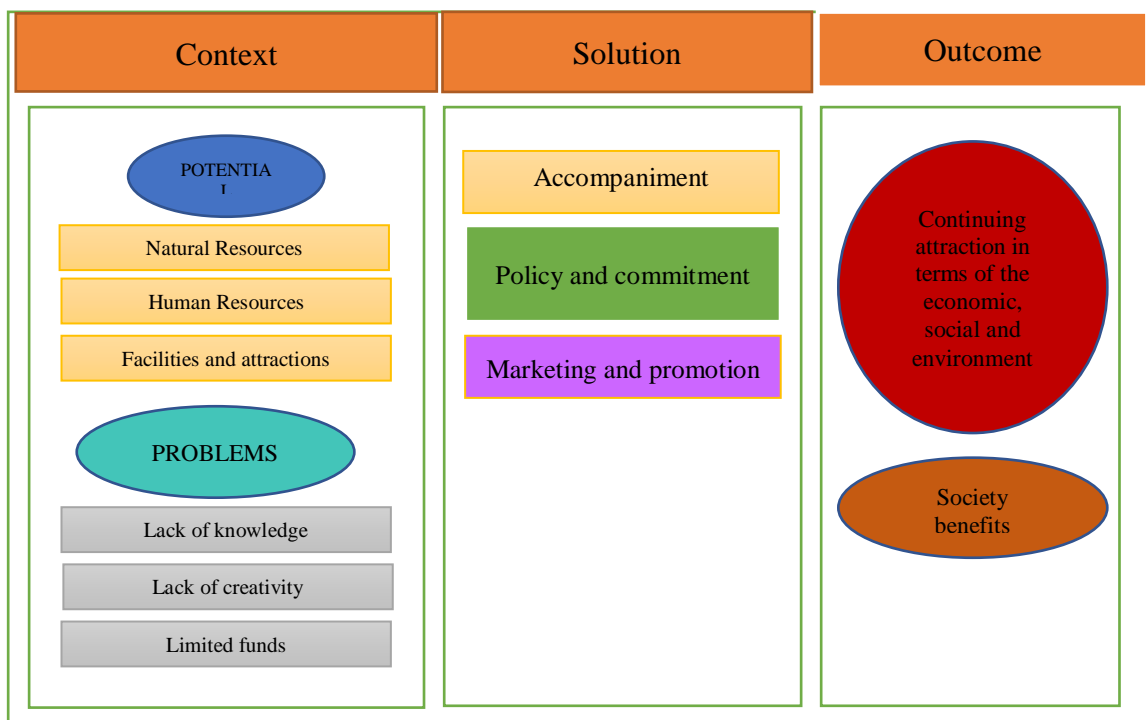 Context
Solution
Outcome
POTENTIA
Natural Resources
Human Resources
Facilities and attractions
PROBLEMS
Lack of knowledge
Lack of creativity
Limited funds
Accompaniment
Policy and commitment
Marketing and promotion
Continuing
attraction in
terms of the
economic,
social and
environment
Society
benefits